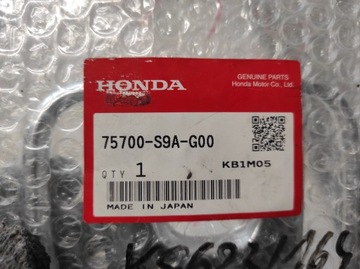 HONDA
GENUINE PARTS
Honda Motor Co., Ltd.
75700-S9A-G00
QTY 1
KB1M05
MADE IN JAPAN